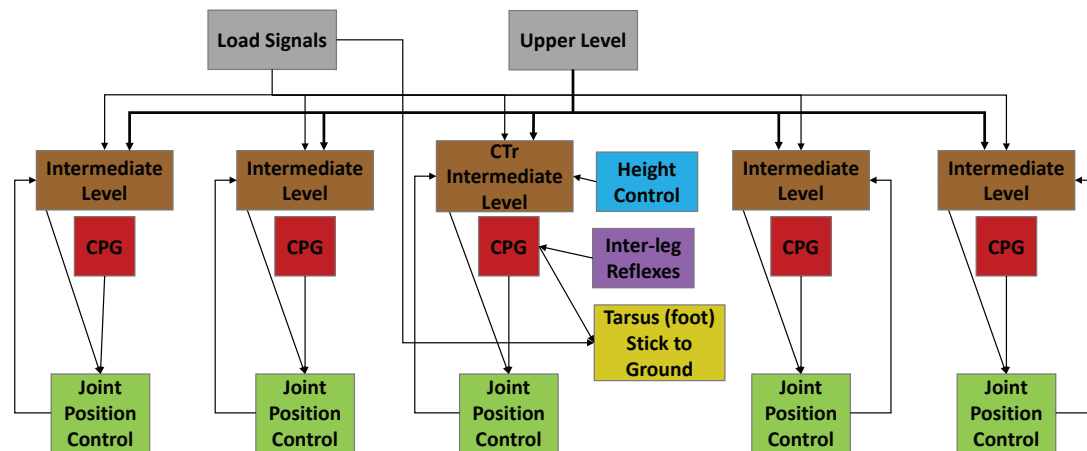 Load Signals
Upper Level
Intermediate
Level
Intermediate
Level
CTr
Intermediate
Level
Height
Control
Intermediate
Level
Intermediate
Level
CPG
CPG
CPG
Inter-leg
Reflexes
CPG
CPG
Tarsus (foot)
Stick to
Ground
Joint
Position
Control
Joint
Position
Control
Joint
Position
Control
Joint
Position
Control
Joint
Position
Control